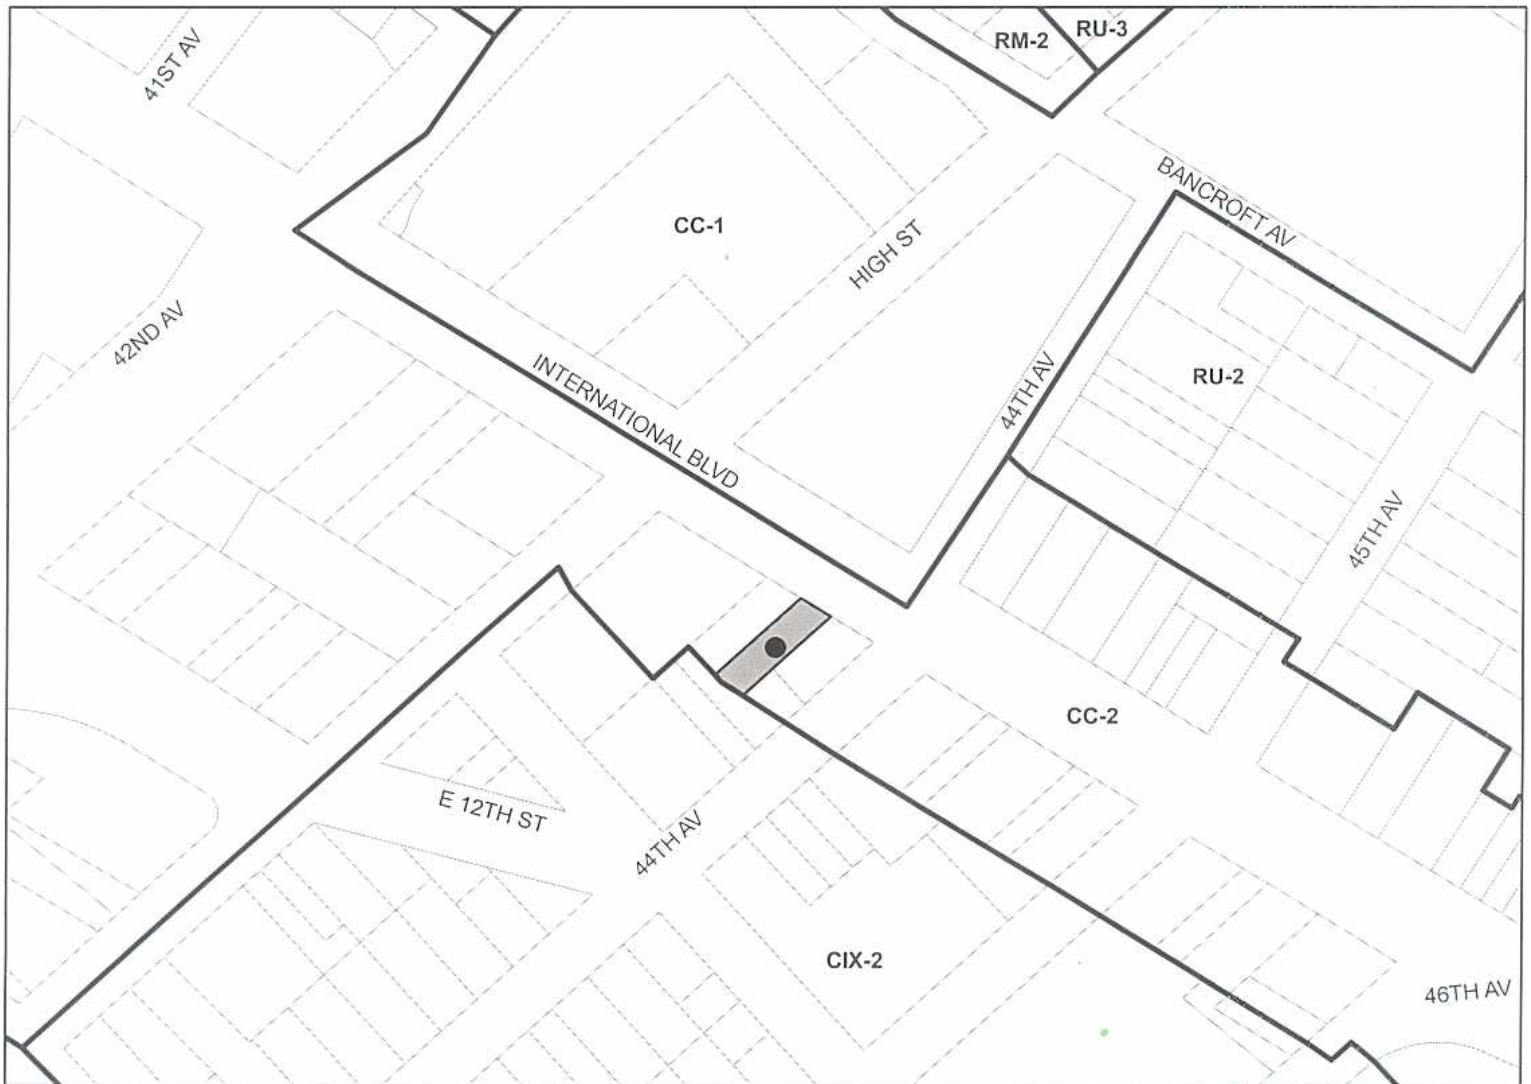 41ST AV
RM-2
RU-3
BANCROFT AV
CC-1
HIGH ST
42ND AV
INTERNATIONAL BLVD
44TH AV
RU-2
45TH AV
CC-2
E 12TH ST
44TH AV
CIX-2
46TH AV